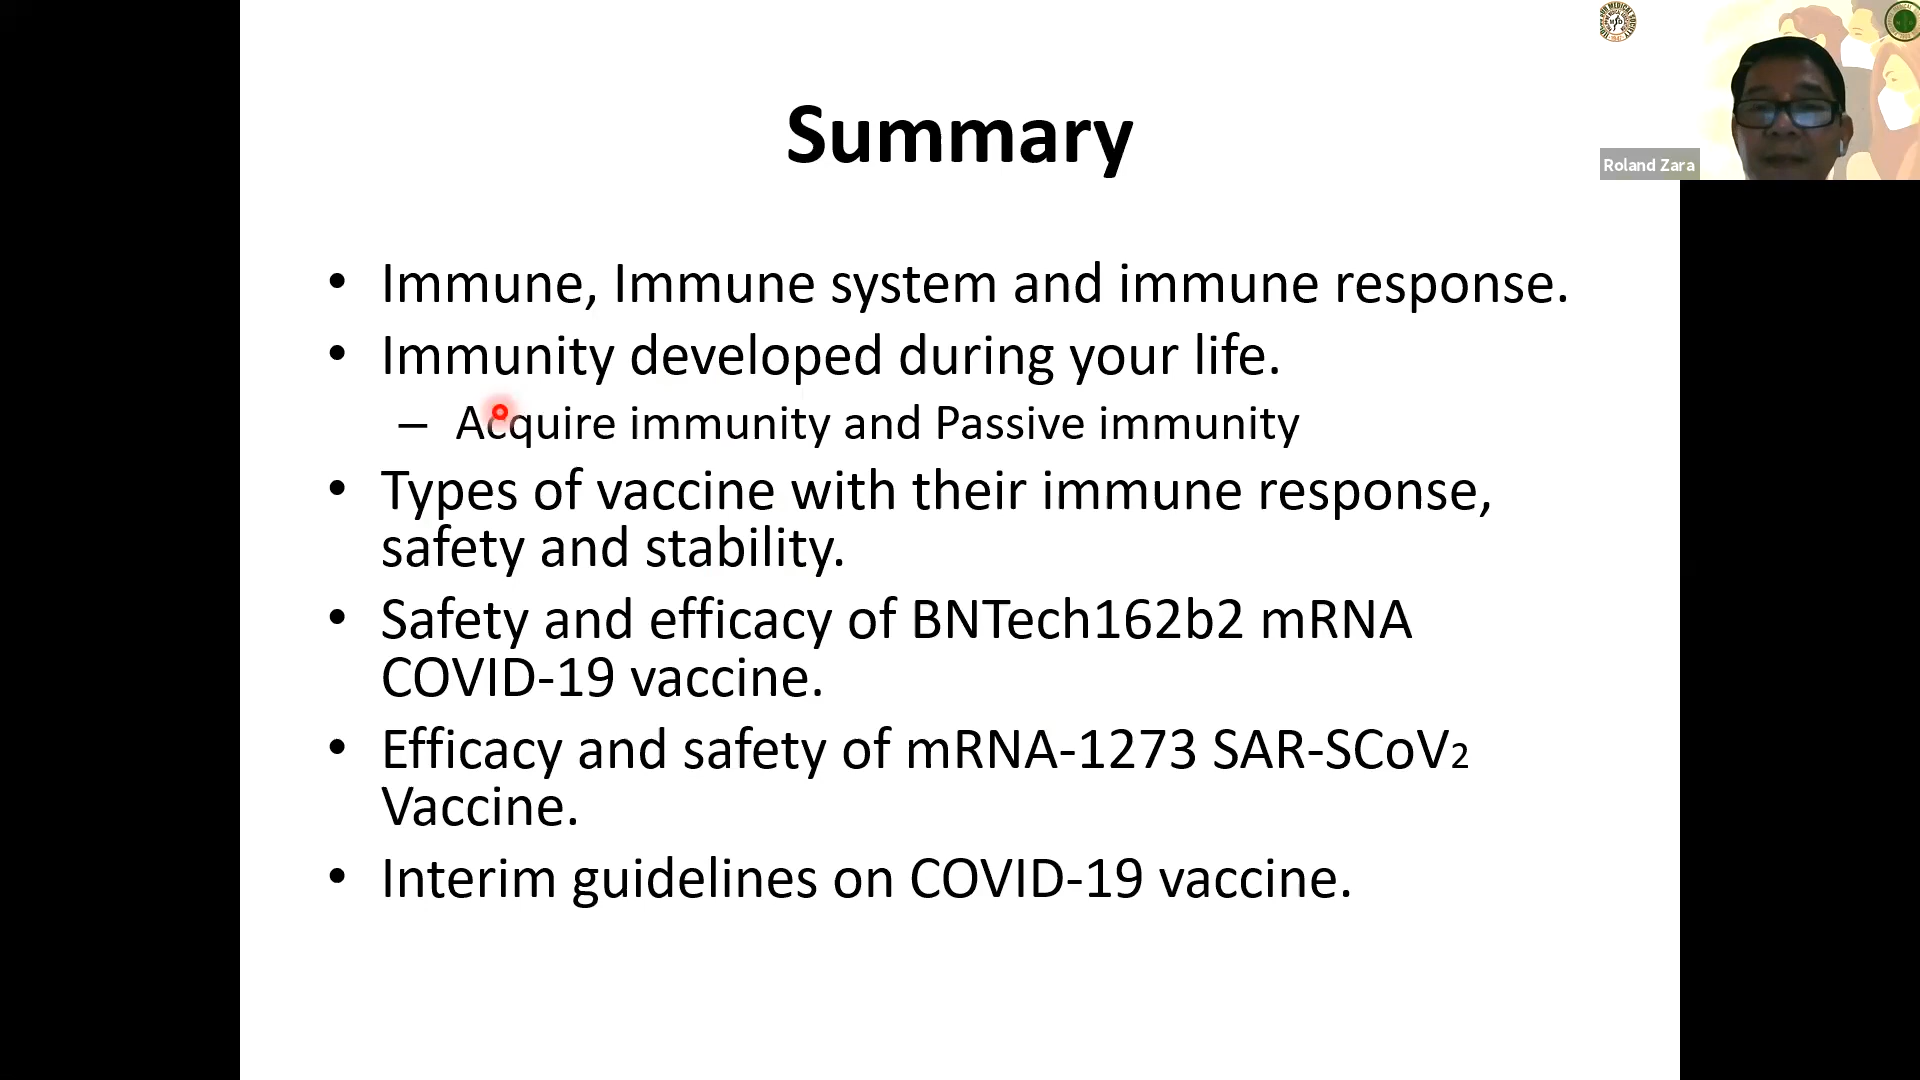 Summary
• Immune, Immune system and immune response.
• Immunity developed during your life.
– Acquire immunity and Passive immunity
• Types of vaccine with their immune response,
safety and stability.
• Safety and efficacy of BNTech162b2 mRNA
COVID-19 vaccine.
• Efficacy and safety of mRNA-1273 SAR-SCoV2
Vaccine.
• Interim guidelines on COVID-19 vaccine.
Roland Zara